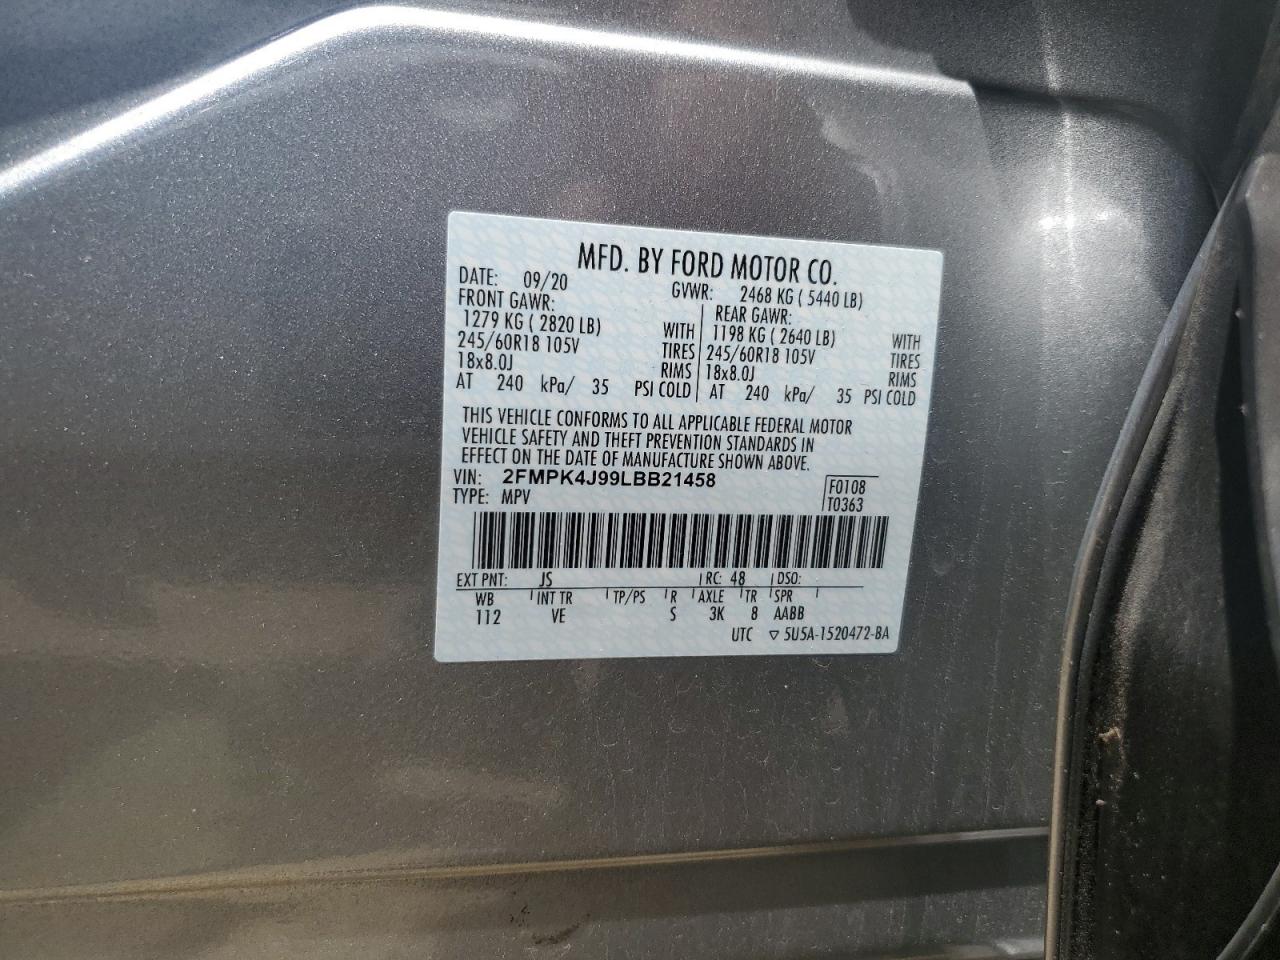 MFD. BY FORD MOTOR CO.
DATE: 09/20 GVWR: 2468 KG ( 5440 LB)
FRONT GAWR: REAR GAWR:
1279 KG ( 2820 LB) WITH 1198 KG ( 2640 LB) WITH
245/60R18 105V TIRES 245/60R18 105V TIRES
18x8.0J RIMS 18x8.0J RIMS
AT 240 kPa/ 35 PSI COLD AT 240 kPa/ 35 PSI COLD
THIS VEHICLE CONFORMS TO ALL APPLICABLE FEDERAL MOTOR
VEHICLE SAFETY AND THEFT PREVENTION STANDARDS IN
EFFECT ON THE DATE OF MANUFACTURE SHOWN ABOVE.
VIN: 2FMPK4J99LBB21458 F0108
TYPE: MPV T0363
EXT PNT: JS RC: 48 DSO:
WB INT TR TP/PS R AXLE TR SPR
112 VE S 3K 8 AABB
UTC ▽ 5U5A-1520472-BA